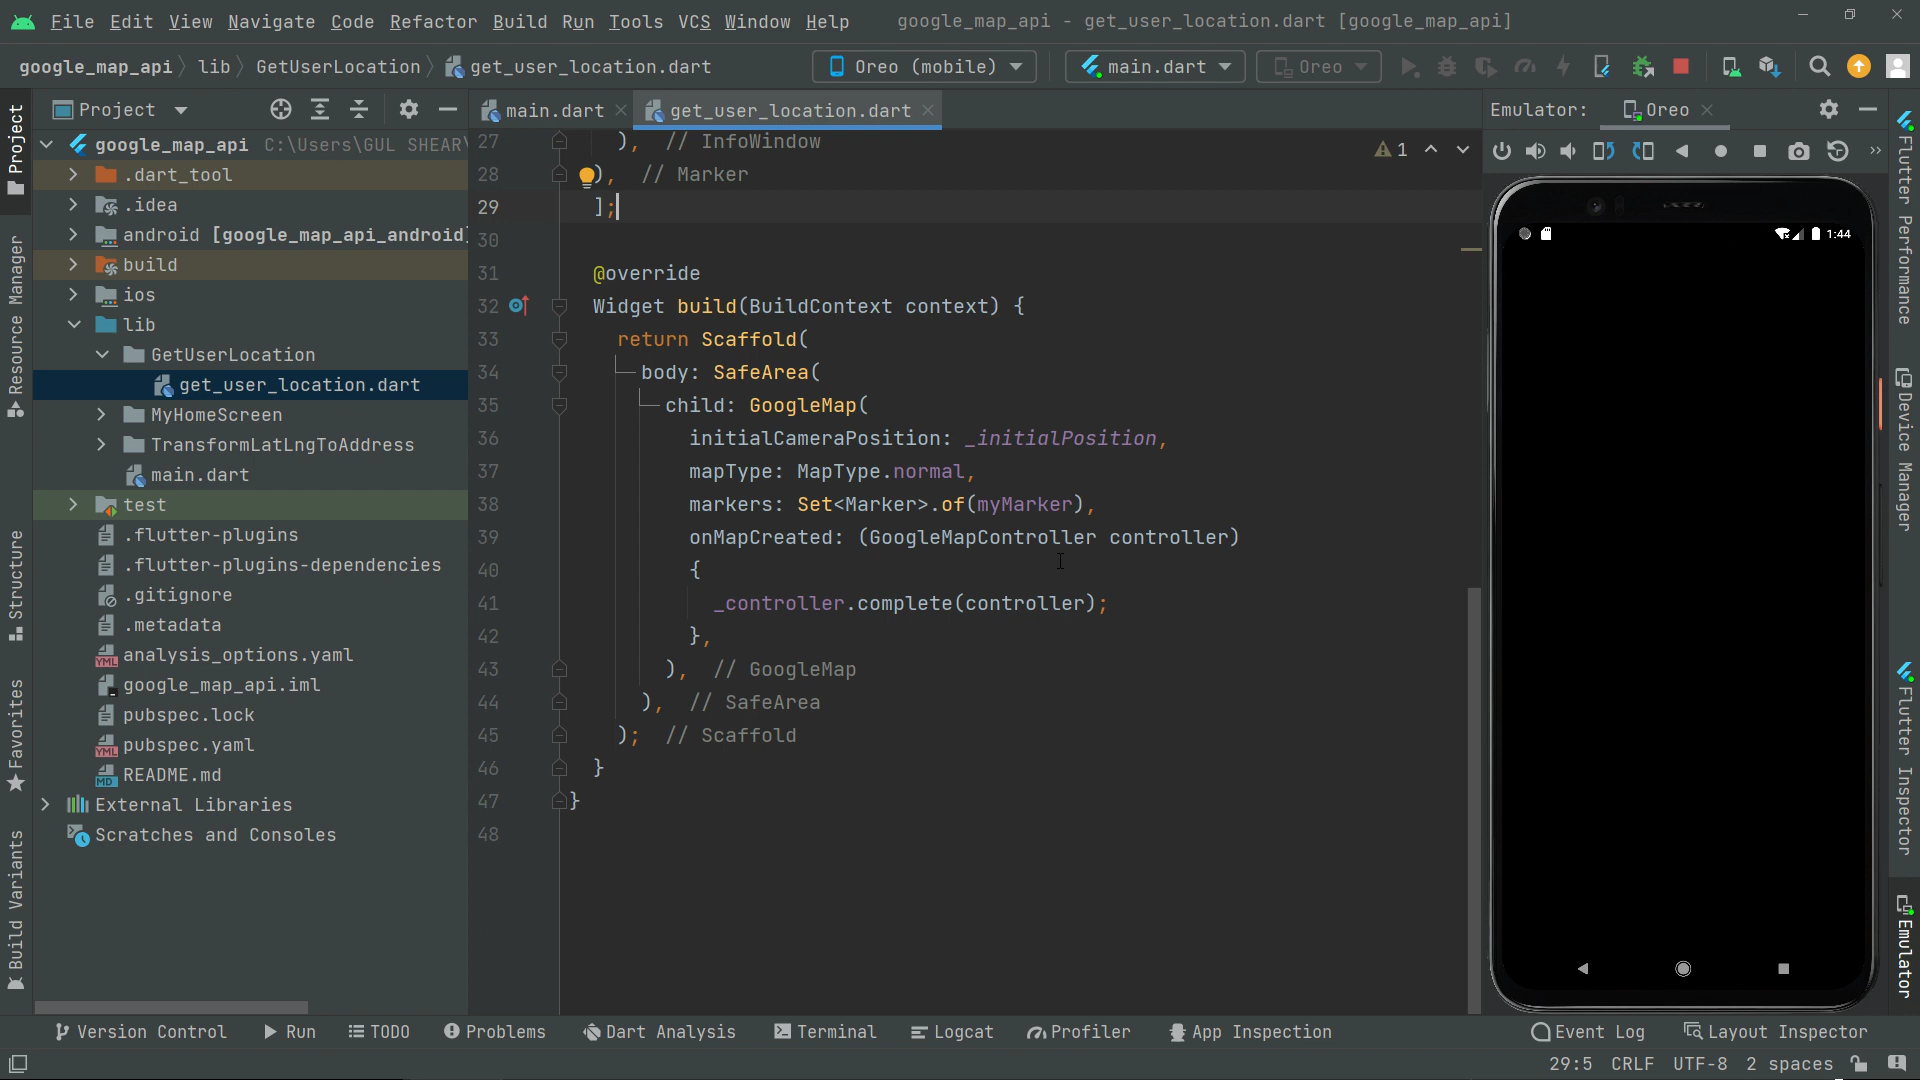 File Edit View Navigate Code Refactor Build Run Tools VCS Window Help google_map_api - get_user_location.dart [google_map_api]
google_map_api lib GetUserLocation get_user_location.dart Oreo (mobile) main.dart Oreo
Project main.dart get_user_location.dart Emulator: Oreo
google_map_api C:\Users\GUL SHEAR\
.dart_tool
.idea
android [google_map_api_android]
build
ios
lib
GetUserLocation
get_user_location.dart
MyHomeScreen
TransformLatLngToAddress
main.dart
test
.flutter-plugins
.flutter-plugins-dependencies
.gitignore
.metadata
analysis_options.yaml
google_map_api.iml
pubspec.lock
pubspec.yaml
README.md
External Libraries
Scratches and Consoles
Project
Resource Manager
Structure
Favorites
Build Variants
27 ), // InfoWindow
28 ), // Marker
29 ];
30
31 @override
32 Widget build(BuildContext context) {
33 return Scaffold(
34 body: SafeArea(
35 child: GoogleMap(
36 initialCameraPosition: _initialPosition,
37 mapType: MapType.normal,
38 markers: Set<Marker>.of(myMarker),
39 onMapCreated: (GoogleMapController controller)
40 {
41 _controller.complete(controller);
42 },
43 ), // GoogleMap
44 ), // SafeArea
45 ); // Scaffold
46 }
47 }
48
1
1:44
Flutter Performance
Device Manager
Flutter Inspector
Emulator
Version Control Run TODO Problems Dart Analysis Terminal Logcat Profiler App Inspection Event Log Layout Inspector
29:5 CRLF UTF-8 2 spaces